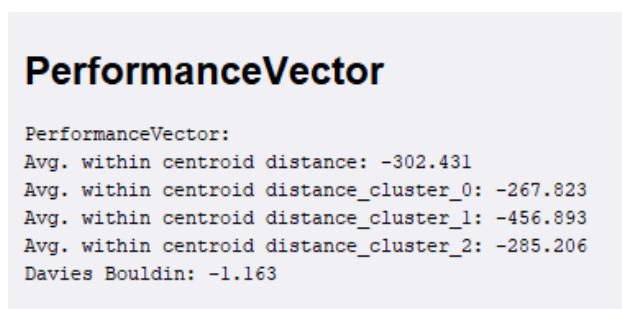 PerformanceVector
PerformanceVector:
Avg. within centroid distance: -302.431
Avg. within centroid distance_cluster_0: -267.823
Avg. within centroid distance_cluster_1: -456.893
Avg. within centroid distance_cluster_2: -285.206
Davies Bouldin: -1.163